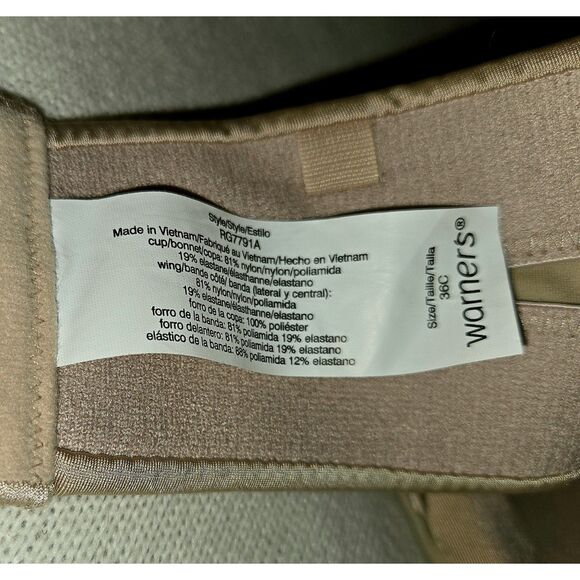 Style/Style/Estilo
RG7791A
Made in Vietnam/Fabriqué au Vietnam/Hecho en Vietnam
cup/bonnet/copa: 81% nylon/nylon/poliamida
19% elastane/élasthanne/elastano
wing/bande côté/ banda (lateral y central):
81% nylon/nylon/poliamida
19% elastane/élasthanne/elastano
forro de la copa: 100% poliéster
forro de la banda: 81% poliamida 19% elastano
forro delantero: 81% poliamida 19% elastano
elástico de la banda: 88% poliamida 12% elastano
Size/Taille/Talla
36C
warner's®